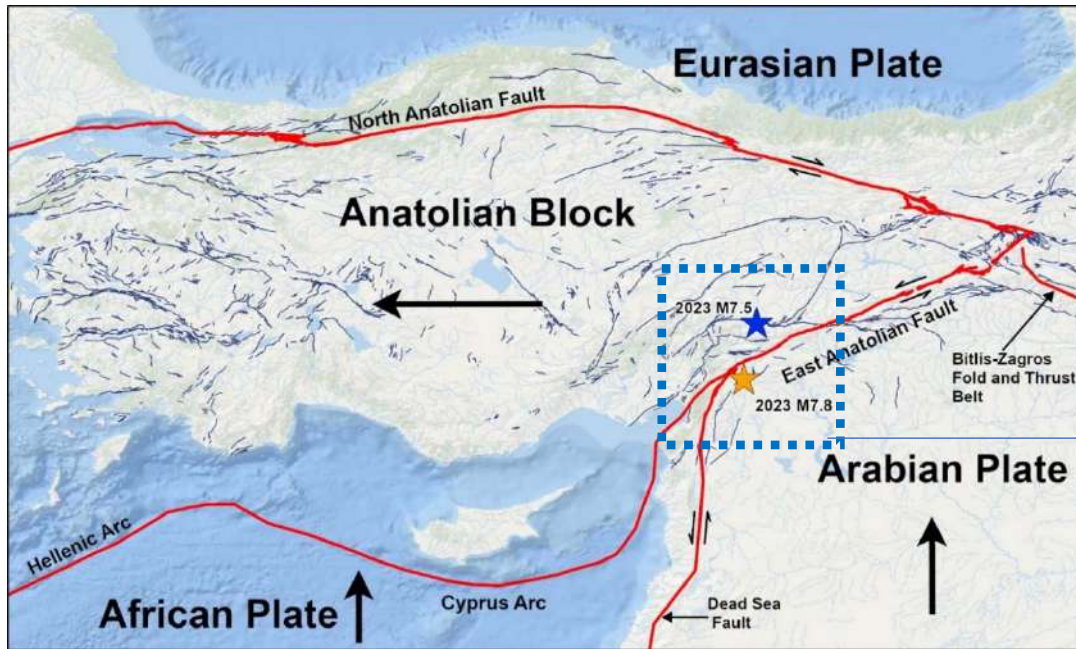 Eurasian Plate
North Anatolian Fault
Anatolian Block
2023 M7.5
East Anatolian Fault
2023 M7.8
Bitlis-Zagros
Fold and Thrust
Belt
Arabian Plate
Hellenic Arc
African Plate
Cyprus Arc
Dead Sea
Fault